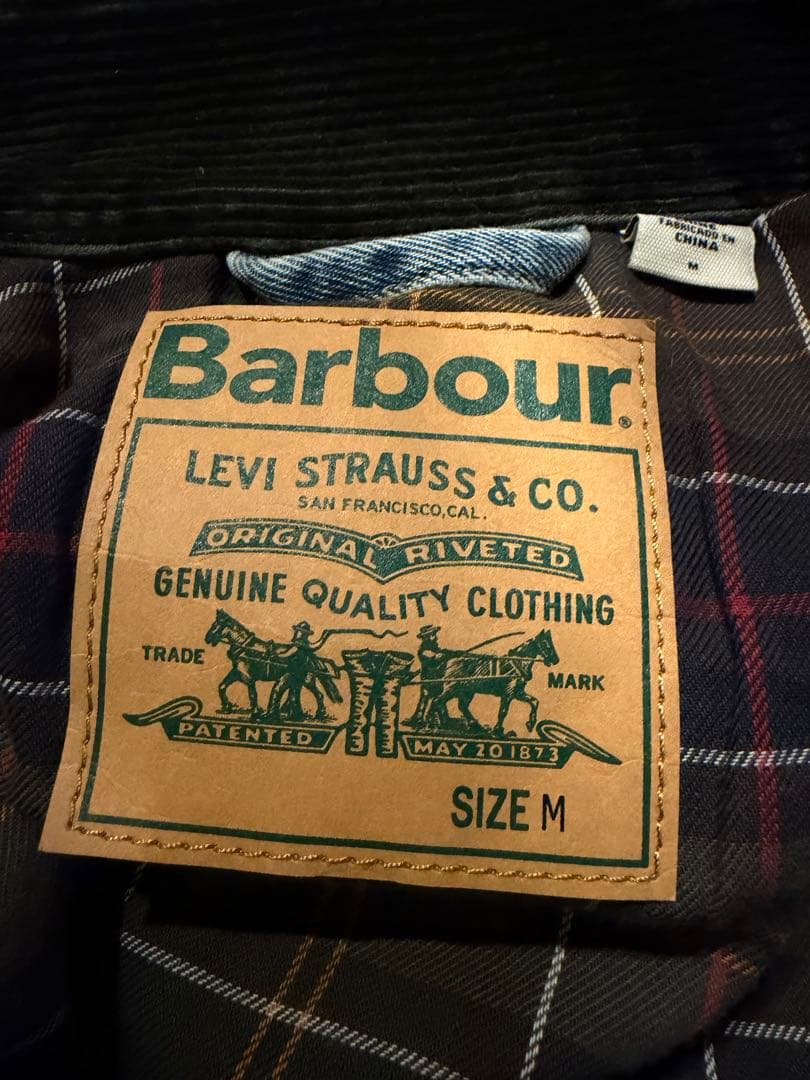 FABRICADO EN
CHINA
M
Barbour®
LEVI STRAUSS & CO.
SAN FRANCISCO, CAL.
ORIGINAL RIVETED
GENUINE QUALITY CLOTHING
TRADE MARK
PATENTED MAY 20 1873
SIZE M